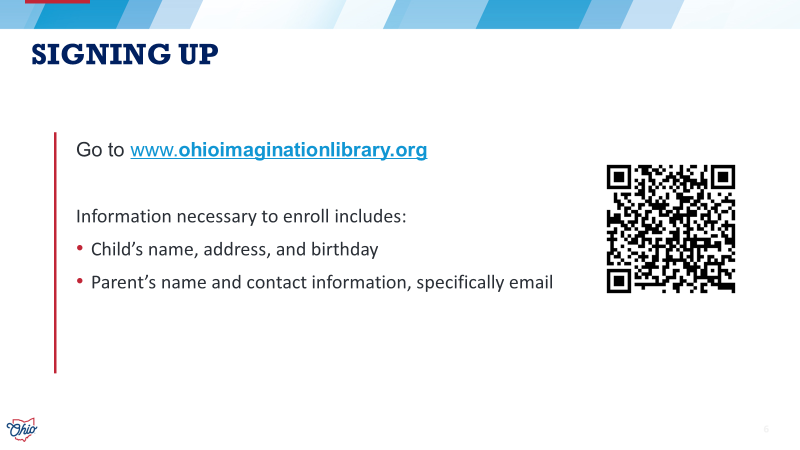 SIGNING UP
Go to www.ohioimaginationlibrary.org
Information necessary to enroll includes:
• Child’s name, address, and birthday
• Parent’s name and contact information, specifically email
Ohio